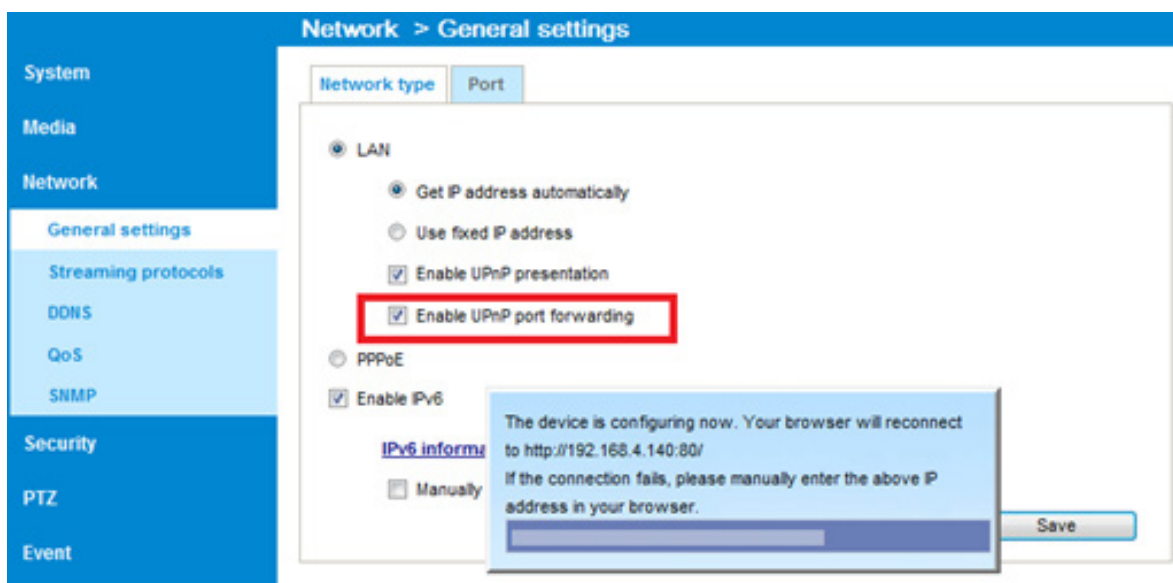 Network > General settings
System
Media
Network
General settings
Streaming protocols
DDNS
QoS
SNMP
Security
PTZ
Event
Network type
Port
LAN
Get IP address automatically
Use fixed IP address
Enable UPnP presentation
Enable UPnP port forwarding
PPPoE
Enable IPv6
IPv6 informa
Manually
The device is configuring now. Your browser will reconnect
to http://192.168.4.140:80/
If the connection fails, please manually enter the above IP
address in your browser.
Save